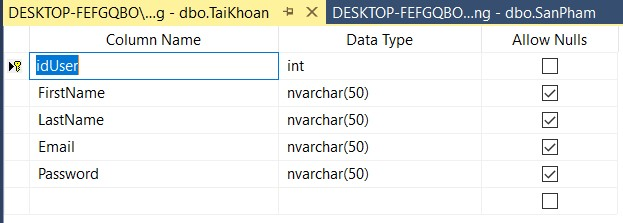 DESKTOP-FEFGQBO\...g - dbo.TaiKhoan DESKTOP-FEFGQBO...ng - dbo.SanPham
Column Name Data Type Allow Nulls
idUser int
FirstName nvarchar(50)
LastName nvarchar(50)
Email nvarchar(50)
Password nvarchar(50)